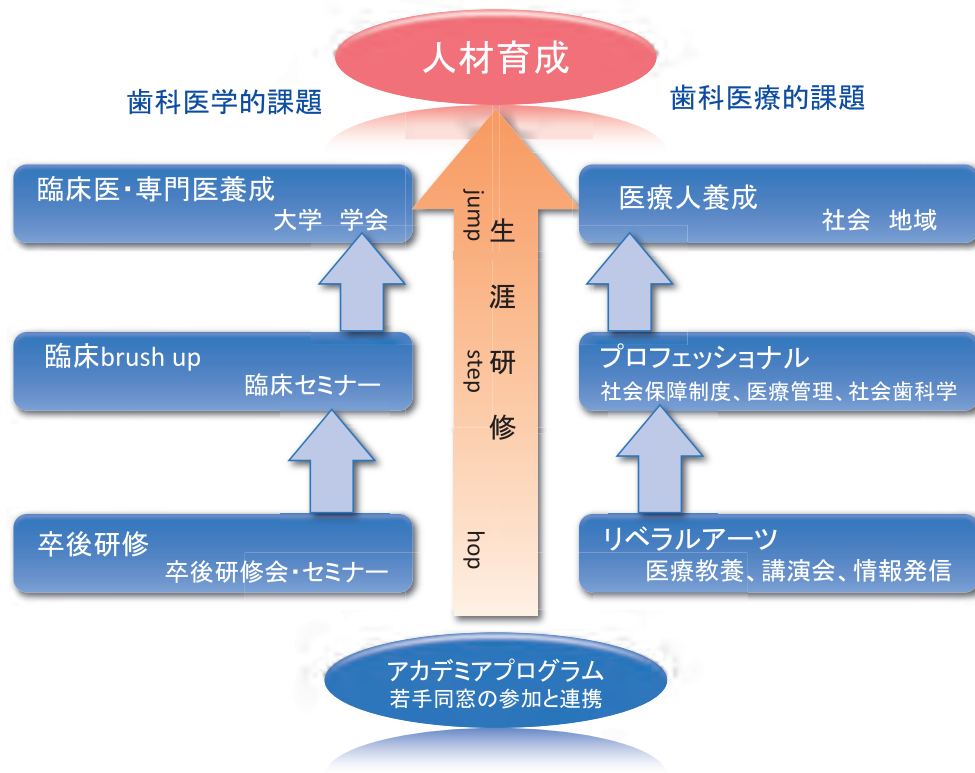 人材育成
歯科医学的課題
歯科医療的課題
臨床医・専門医養成
大学 学会
医療人養成
社会 地域
臨床brush up
臨床セミナー
プロフェッショナル
社会保障制度、医療管理、社会歯科学
卒後研修
卒後研修会・セミナー
リベラルアーツ
医療教養、講演会、情報発信
生涯研修
jump
step
hop
アカデミアプログラム
若手同窓の参加と連携